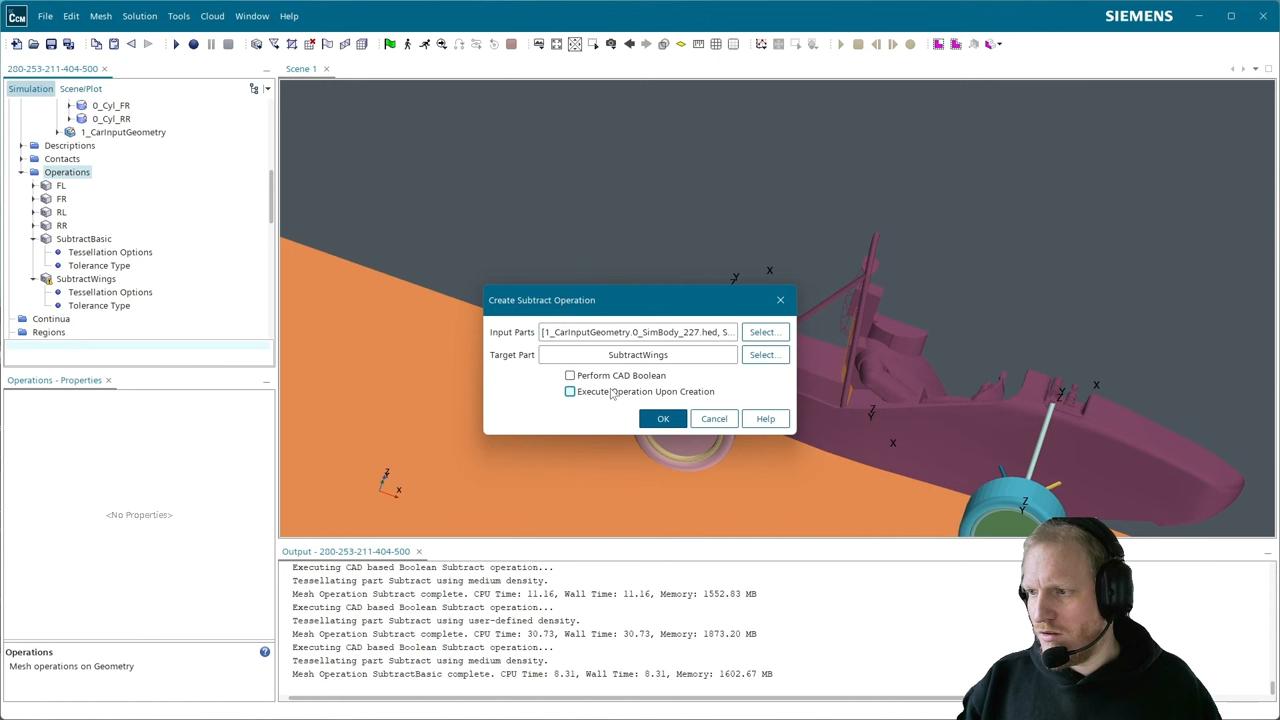 CCM File Edit Mesh Solution Tools Cloud Window Help SIEMENS
280-253-211-404-500
Simulation Scene/Plot
0_Cyl_FR
0_Cyl_RR
1_CarInputGeometry
Descriptions
Contacts
Operations
FL
FR
RL
RR
SubtractBasic
Tessellation Options
Tolerance Type
SubtractWings
Tessellation Options
Tolerance Type
Continua
Regions
Operations - Properties
<No Properties>
Operations
Mesh operations on Geometry
Scene 1
Y
Z
X
X
Z
Y
X
Z
Y
X
Z
Y
Z
Y
X
Create Subtract Operation
Input Parts [1_CarInputGeometry.0_SimBody_227.hed, S... Select...
Target Part SubtractWings Select...
Perform CAD Boolean
Execute Operation Upon Creation
OK Cancel Help
Output - 280-253-211-404-500
Executing CAD based Boolean Subtract operation...
Tessellating part Subtract using medium density.
Mesh Operation Subtract complete. CPU Time: 11.16, Wall Time: 11.16, Memory: 1552.83 MB
Executing CAD based Boolean Subtract operation...
Tessellating part Subtract using user-defined density.
Mesh Operation Subtract complete. CPU Time: 30.73, Wall Time: 30.73, Memory: 1873.20 MB
Executing CAD based Boolean Subtract operation...
Tessellating part Subtract using medium density.
Mesh Operation SubtractBasic complete. CPU Time: 8.31, Wall Time: 8.31, Memory: 1602.67 MB